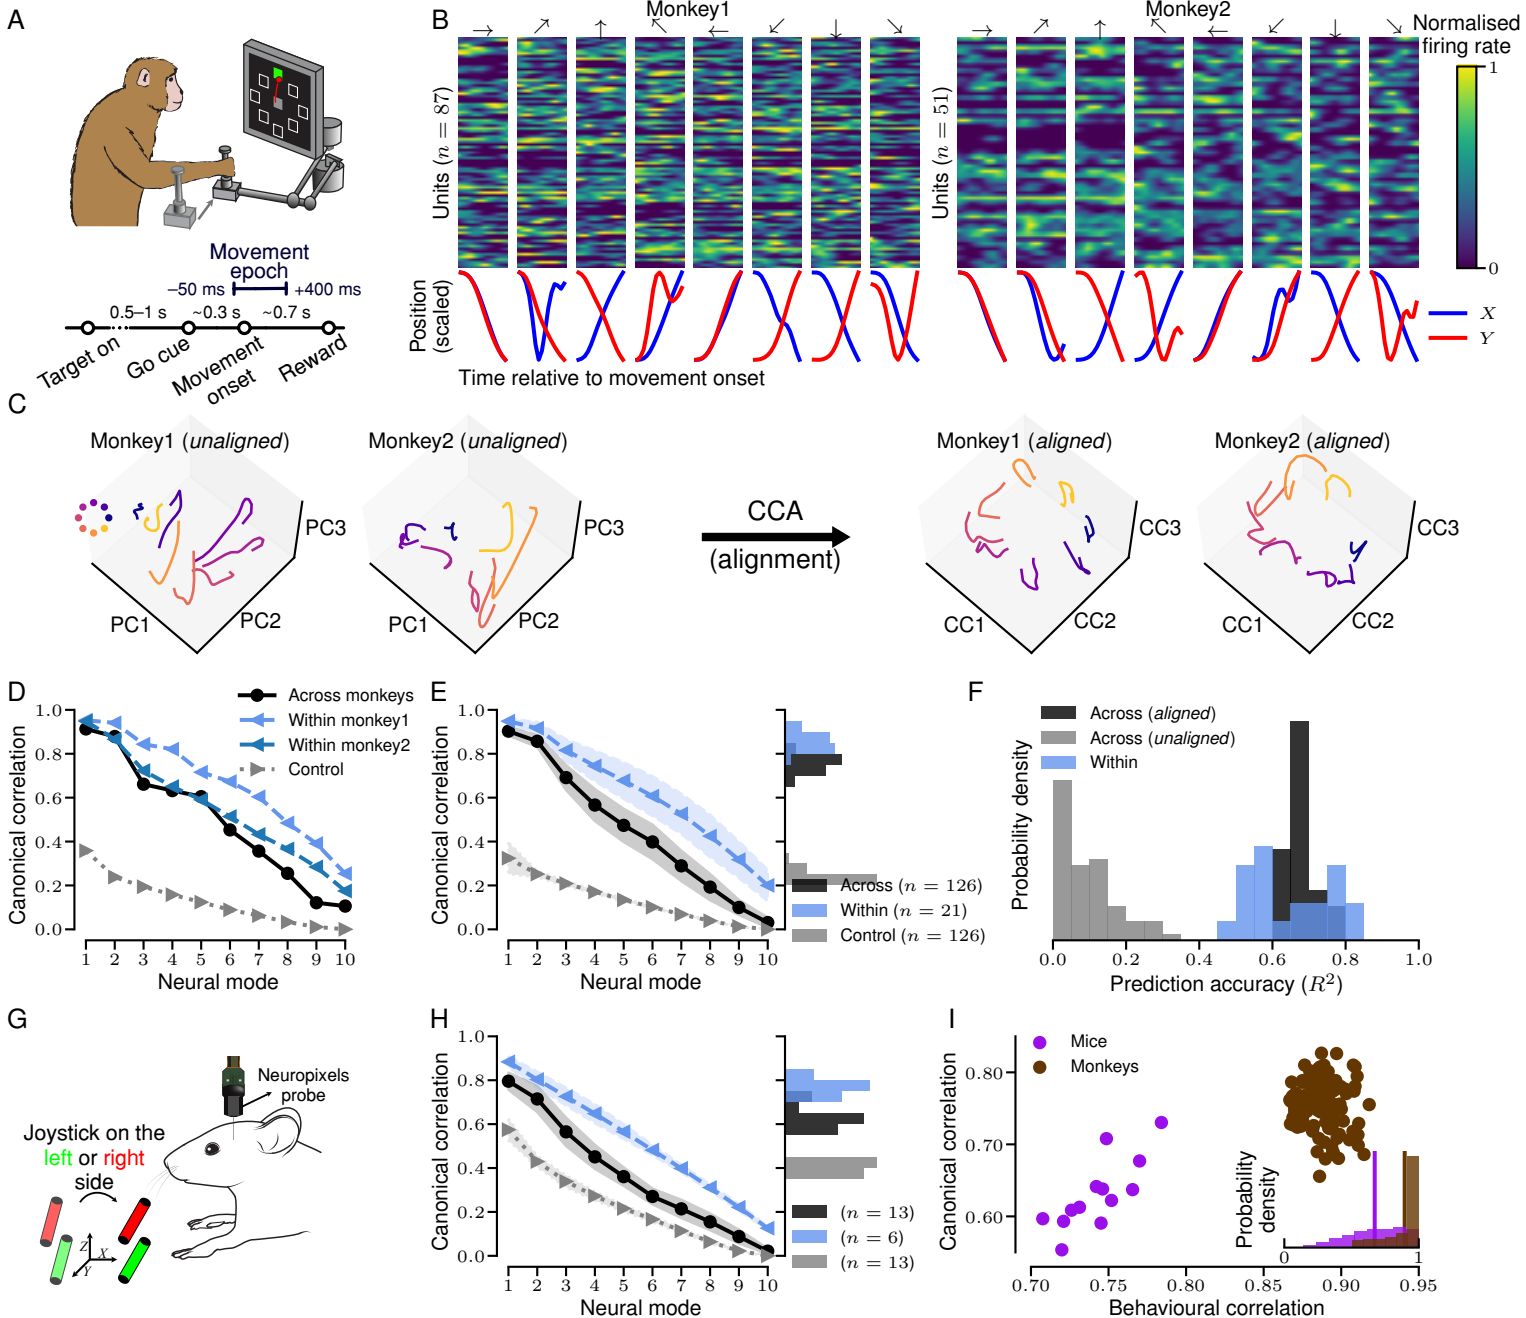 A
Movement
epoch
−50 ms
+400 ms
0.5–1 s
~0.3 s
~0.7 s
Target on
Go cue
Movement
onset
Reward
B
Monkey1
Monkey2
→ ↗ ↑ ↖ ← ↙ ↓ ↘
→ ↗ ↑ ↖ ← ↙ ↓ ↘
Units (n = 87)
Units (n = 51)
Normalised
firing rate
1
0
Position
(scaled)
X
Y
Time relative to movement onset
C
Monkey1 (unaligned)
PC1
PC2
PC3
Monkey2 (unaligned)
PC1
PC2
PC3
CCA
(alignment)
Monkey1 (aligned)
CC1
CC2
CC3
Monkey2 (aligned)
CC1
CC2
CC3
D
Across monkeys
Within monkey1
Within monkey2
Control
Canonical correlation
1.0
0.8
0.6
0.4
0.2
0.0
1 2 3 4 5 6 7 8 9 10
Neural mode
E
Canonical correlation
1.0
0.8
0.6
0.4
0.2
0.0
1 2 3 4 5 6 7 8 9 10
Neural mode
Across (n = 126)
Within (n = 21)
Control (n = 126)
F
Across (aligned)
Across (unaligned)
Within
Probability density
0.0 0.2 0.4 0.6 0.8 1.0
Prediction accuracy (R²)
G
Neuropixels
probe
Joystick on the
left or right
side
Z
X
Y
H
Canonical correlation
1.0
0.8
0.6
0.4
0.2
0.0
1 2 3 4 5 6 7 8 9 10
Neural mode
(n = 13)
(n = 6)
(n = 13)
I
Mice
Monkeys
Canonical correlation
0.80
0.70
0.60
0.70 0.75 0.80 0.85 0.90 0.95
Behavioural correlation
Probability
density
0 1